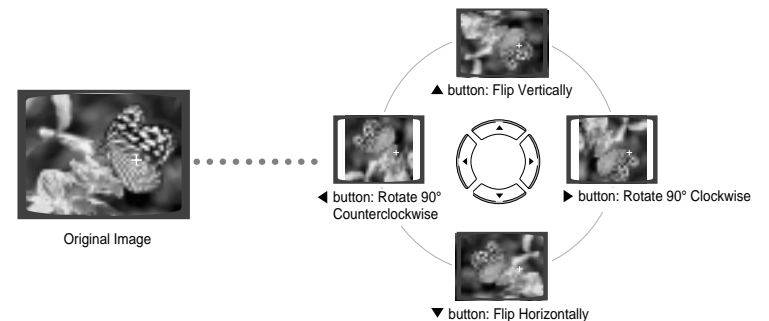 ▲ button: Flip Vertically
◀ button: Rotate 90°
Counterclockwise
▶ button: Rotate 90° Clockwise
Original Image
▼ button: Flip Horizontally